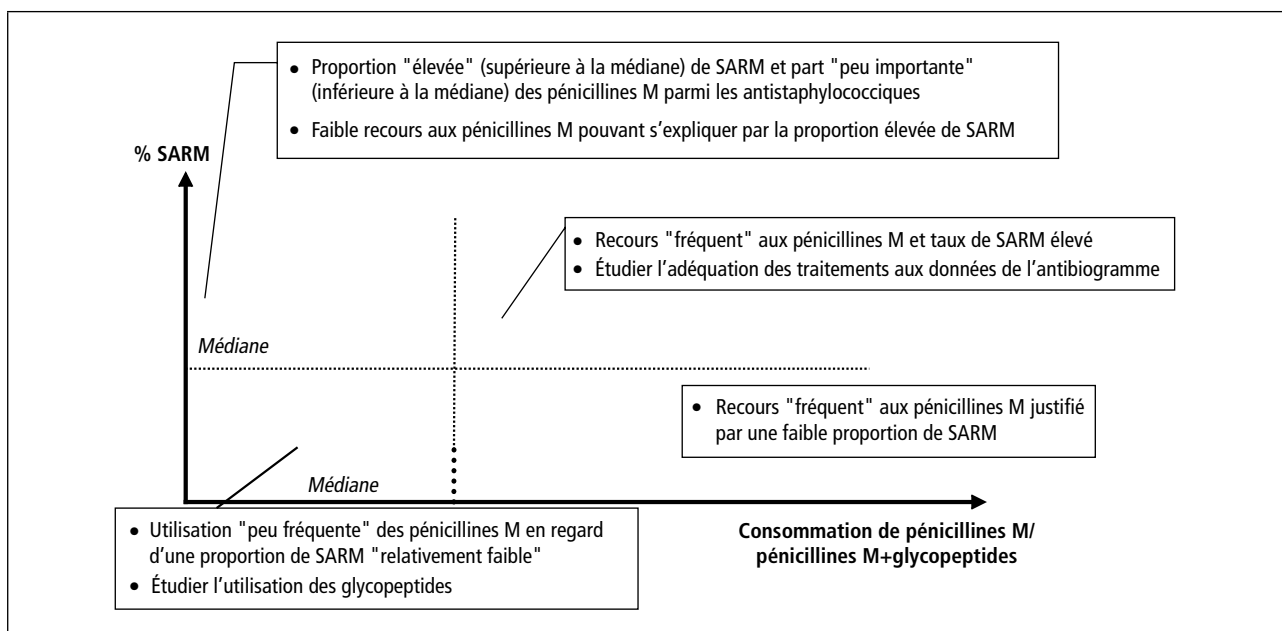 • Proportion "élevée" (supérieure à la médiane) de SARM et part "peu importante"
(inférieure à la médiane) des pénicillines M parmi les antistaphylococciques
• Faible recours aux pénicillines M pouvant s’expliquer par la proportion élevée de SARM
% SARM
• Recours "fréquent" aux pénicillines M et taux de SARM élevé
• Étudier l’adéquation des traitements aux données de l’antibiogramme
Médiane
• Recours "fréquent" aux pénicillines M justifié
par une faible proportion de SARM
Médiane
• Utilisation "peu fréquente" des pénicillines M en regard
d’une proportion de SARM "relativement faible"
• Étudier l’utilisation des glycopeptides
Consommation de pénicillines M/
pénicillines M+glycopeptides